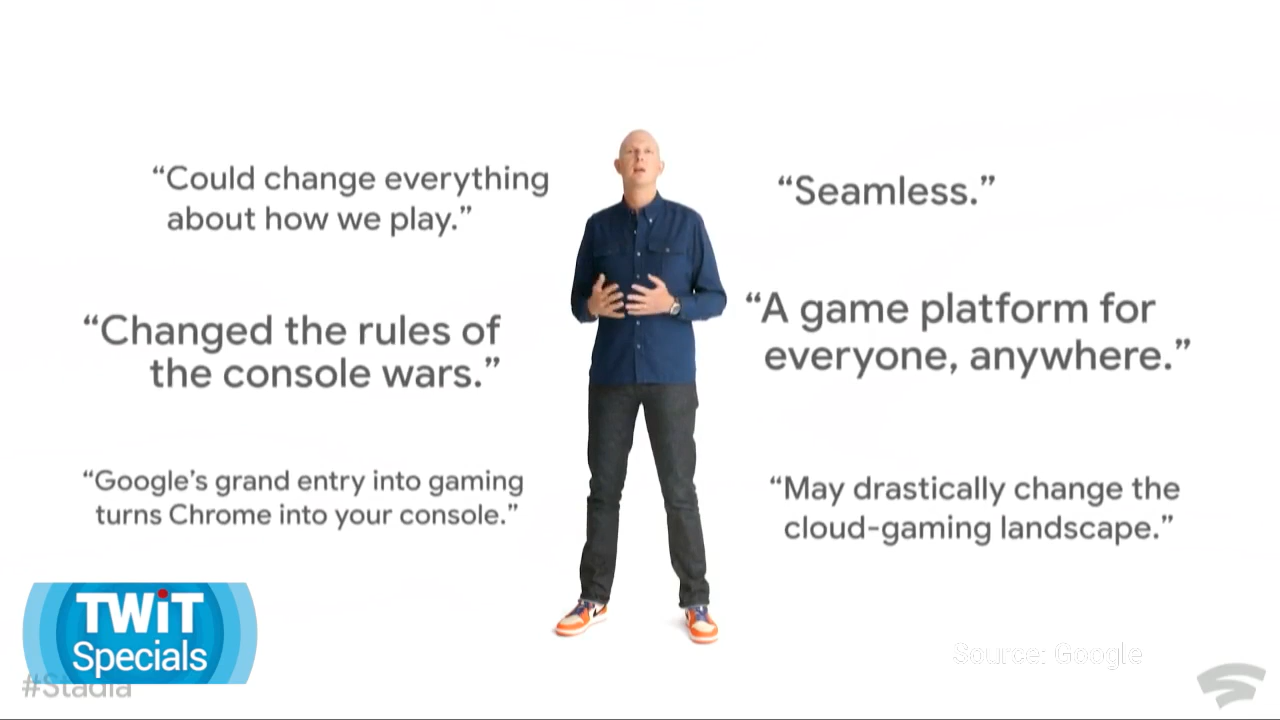 “Could change everything
about how we play.”
“Seamless.”
“Changed the rules of
the console wars.”
“A game platform for
everyone, anywhere.”
“Google’s grand entry into gaming
turns Chrome into your console.”
“May drastically change the
cloud-gaming landscape.”
TWiT
Specials
Source: Google
#Stadia